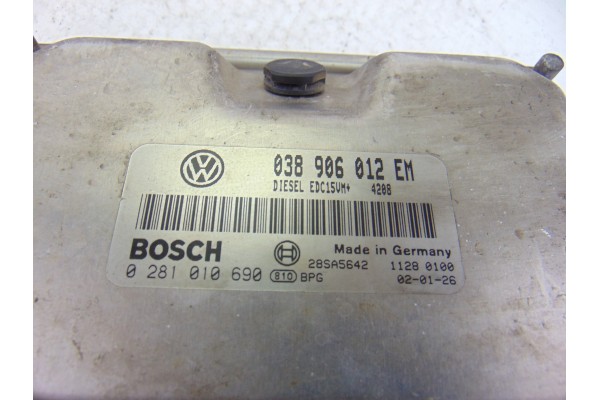 VW
038 906 012 EM
DIESEL EDC15VM+ 4208
BOSCH
Made in Germany
0 281 010 690 810 BPG
28SA5642
1128 0100
02-01-26